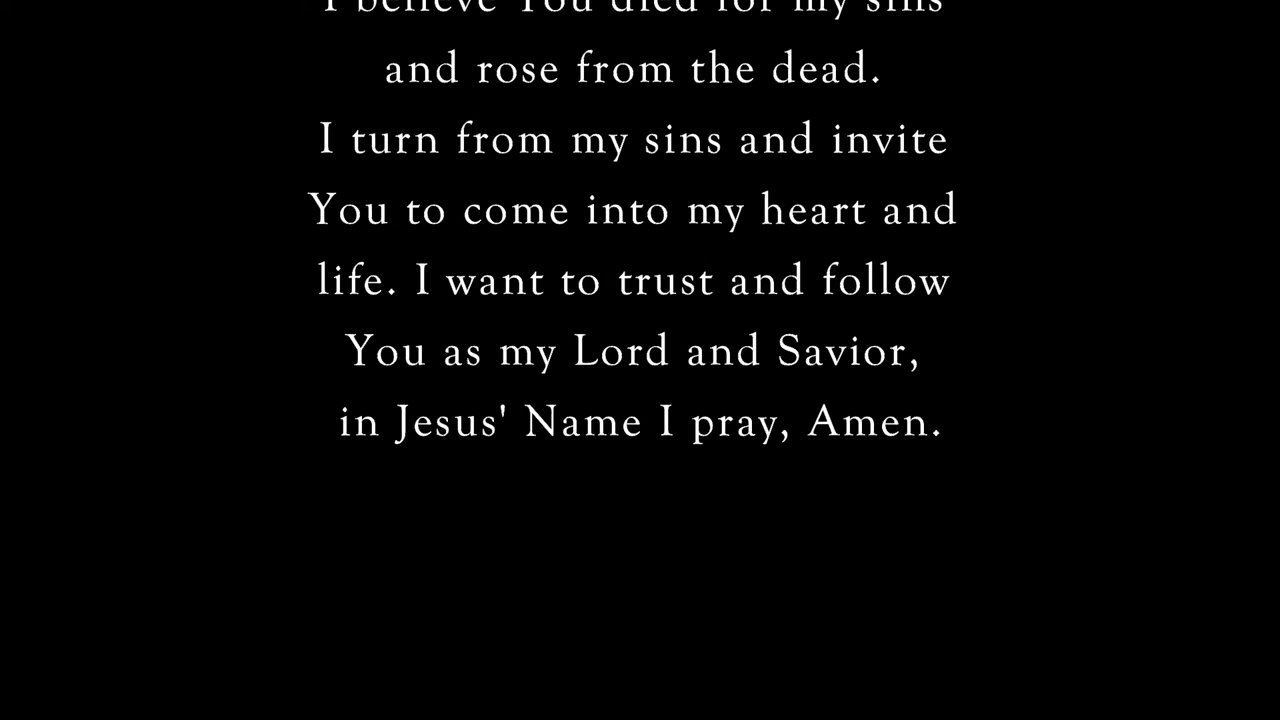 I believe You died for my sins
and rose from the dead.
I turn from my sins and invite
You to come into my heart and
life. I want to trust and follow
You as my Lord and Savior,
in Jesus' Name I pray, Amen.